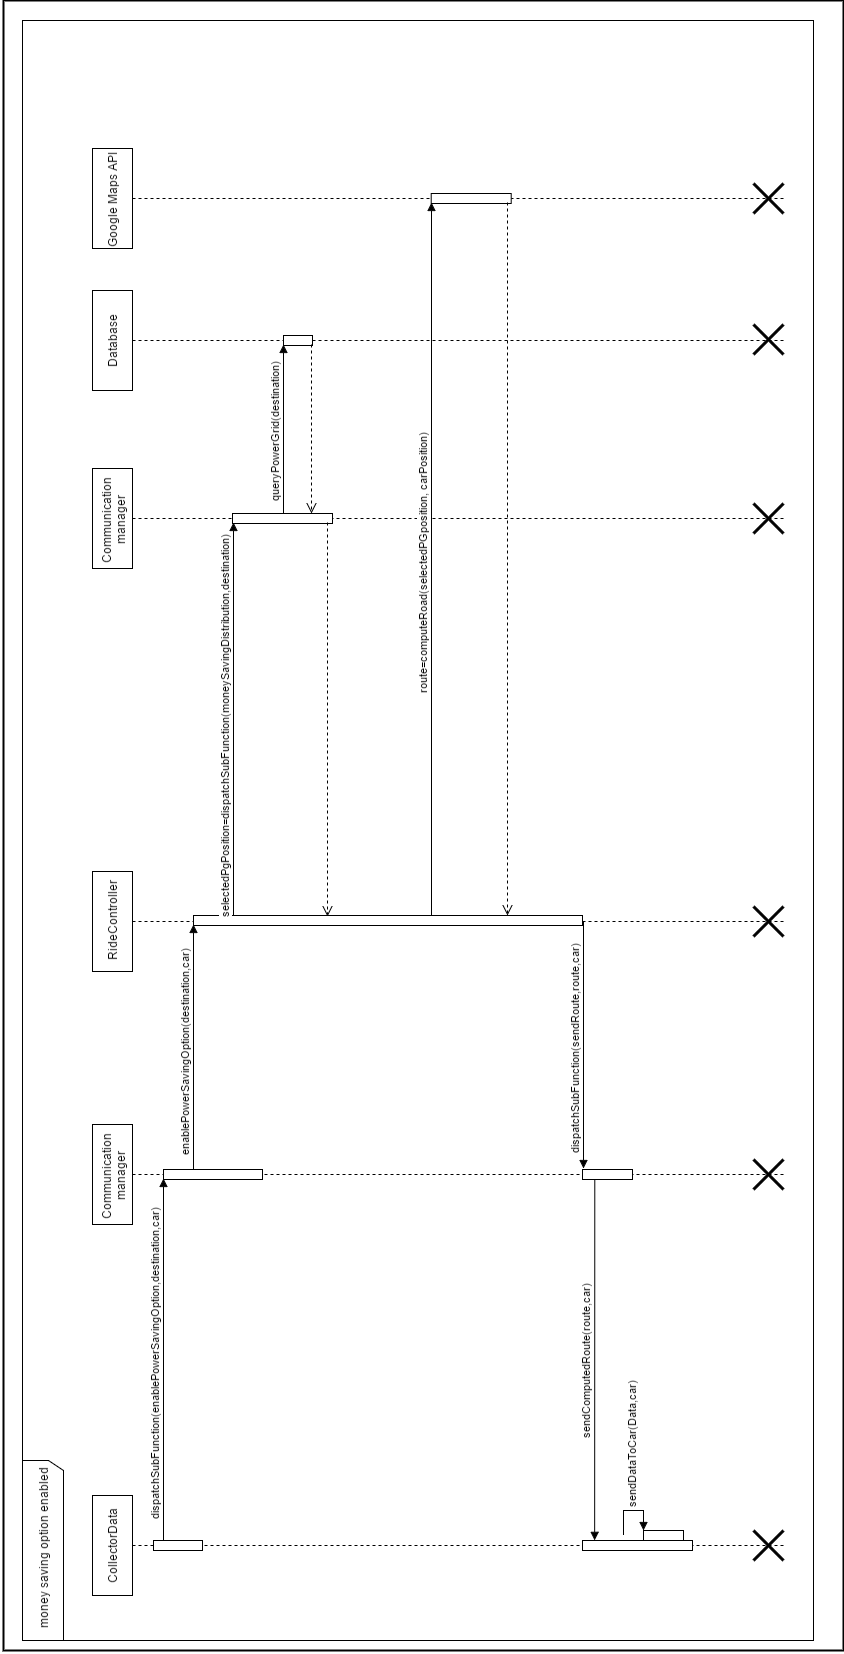 money saving option enabled
CollectorData
Communication
manager
RideController
Communication
manager
Database
Google Maps API
dispatchSubFunction(enablePowerSavingOption,destination,car)
enablePowerSavingOption(destination,car)
selectedPgPosition=dispatchSubFunction(moneySavingDistribution,destination)
queryPowerGrid(destination)
route=computeRoad(selectedPGposition, carPosition)
dispatchSubFunction(sendRoute,route,car)
sendComputedRoute(route,car)
sendDataToCar(Data,car)